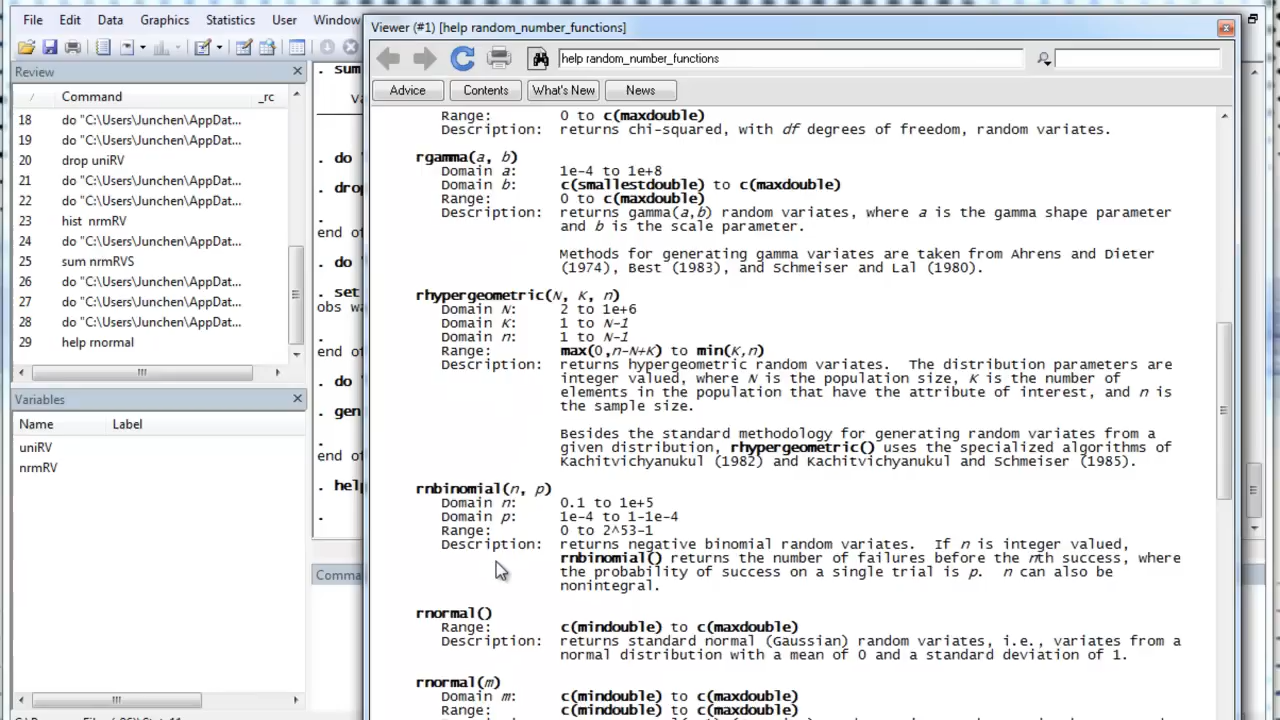 File Edit Data Graphics Statistics User Window
Viewer (#1) [help random_number_functions]
help random_number_functions
Advice Contents What's New News
Review
Command _rc
18 do "C:\Users\Junchen\AppDat...
19 do "C:\Users\Junchen\AppDat...
20 drop uniRV
21 do "C:\Users\Junchen\AppDat...
22 do "C:\Users\Junchen\AppDat...
23 hist nrmRV
24 do "C:\Users\Junchen\AppDat...
25 sum nrmRVS
26 do "C:\Users\Junchen\AppDat...
27 do "C:\Users\Junchen\AppDat...
28 do "C:\Users\Junchen\AppDat...
29 help rnormal
Variables
Name Label
uniRV
nrmRV
. sum
Va
. do
. drop
.
end of
. do
. set
obs wa
end of
. do
. gen
.
end of
. help
.
Comma
Range: 0 to c(maxdouble)
Description: returns chi-squared, with df degrees of freedom, random variates.
rgamma(a, b)
Domain a: 1e-4 to 1e+8
Domain b: c(smallestdouble) to c(maxdouble)
Range: 0 to c(maxdouble)
Description: returns gamma(a,b) random variates, where a is the gamma shape parameter
and b is the scale parameter.
Methods for generating gamma variates are taken from Ahrens and Dieter
(1974), Best (1983), and Schmeiser and Lal (1980).
rhypergeometric(N, K, n)
Domain N: 2 to 1e+6
Domain K: 1 to N-1
Domain n: 1 to N-1
Range: max(0,n-N+K) to min(K,n)
Description: returns hypergeometric random variates. The distribution parameters are
integer valued, where N is the population size, K is the number of
elements in the population that have the attribute of interest, and n is
the sample size.
Besides the standard methodology for generating random variates from a
given distribution, rhypergeometric() uses the specialized algorithms of
Kachitvichyanukul (1982) and Kachitvichyanukul and Schmeiser (1985).
rnbinomial(n, p)
Domain n: 0.1 to 1e+5
Domain p: 1e-4 to 1-1e-4
Range: 0 to 2^53-1
Description: returns negative binomial random variates. If n is integer valued,
rnbinomial() returns the number of failures before the nth success, where
the probability of success on a single trial is p. n can also be
nonintegral.
rnormal()
Range: c(mindouble) to c(maxdouble)
Description: returns standard normal (Gaussian) random variates, i.e., variates from a
normal distribution with a mean of 0 and a standard deviation of 1.
rnormal(m)
Domain m: c(mindouble) to c(maxdouble)
Range: c(mindouble) to c(maxdouble)